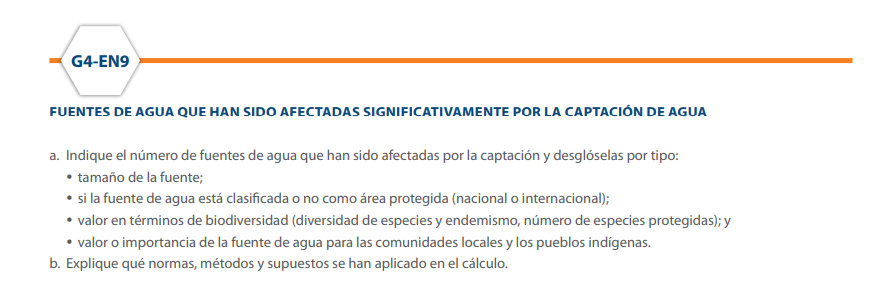 G4-EN9
FUENTES DE AGUA QUE HAN SIDO AFECTADAS SIGNIFICATIVAMENTE POR LA CAPTACIÓN DE AGUA
a. Indique el número de fuentes de agua que han sido afectadas por la captación y desglóselas por tipo:
• tamaño de la fuente;
• si la fuente de agua está clasificada o no como área protegida (nacional o internacional);
• valor en términos de biodiversidad (diversidad de especies y endemismo, número de especies protegidas); y
• valor o importancia de la fuente de agua para las comunidades locales y los pueblos indígenas.
b. Explique qué normas, métodos y supuestos se han aplicado en el cálculo.